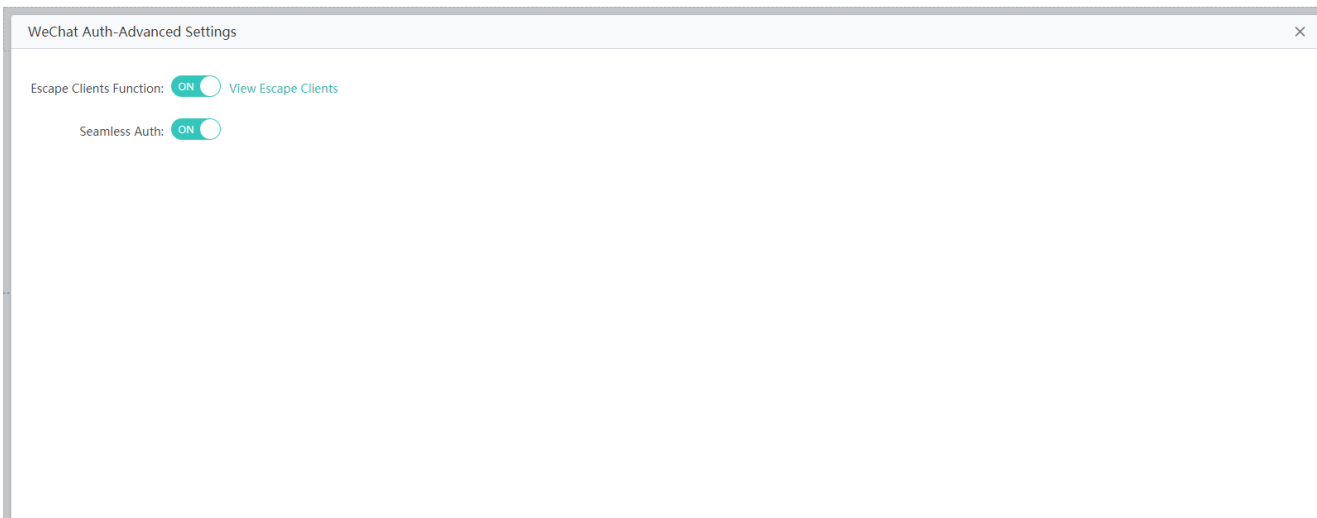 WeChat Auth-Advanced Settings
Escape Clients Function: ON View Escape Clients
Seamless Auth: ON